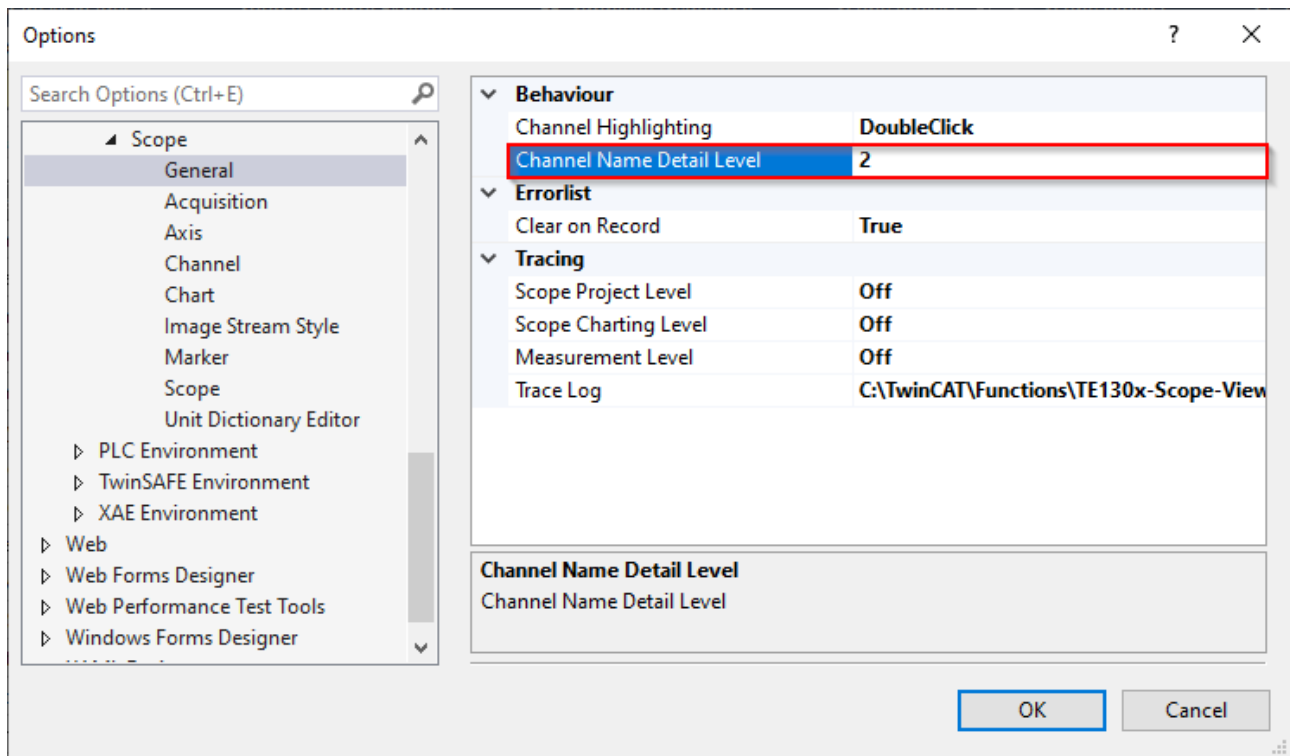 Options
?
Search Options (Ctrl+E)
Scope
General
Acquisition
Axis
Channel
Chart
Image Stream Style
Marker
Scope
Unit Dictionary Editor
PLC Environment
TwinSAFE Environment
XAE Environment
Web
Web Forms Designer
Web Performance Test Tools
Windows Forms Designer
Behaviour
Channel Highlighting DoubleClick
Channel Name Detail Level 2
Errorlist
Clear on Record True
Tracing
Scope Project Level Off
Scope Charting Level Off
Measurement Level Off
Trace Log C:\TwinCAT\Functions\TE130x-Scope-View
Channel Name Detail Level
Channel Name Detail Level
OK Cancel